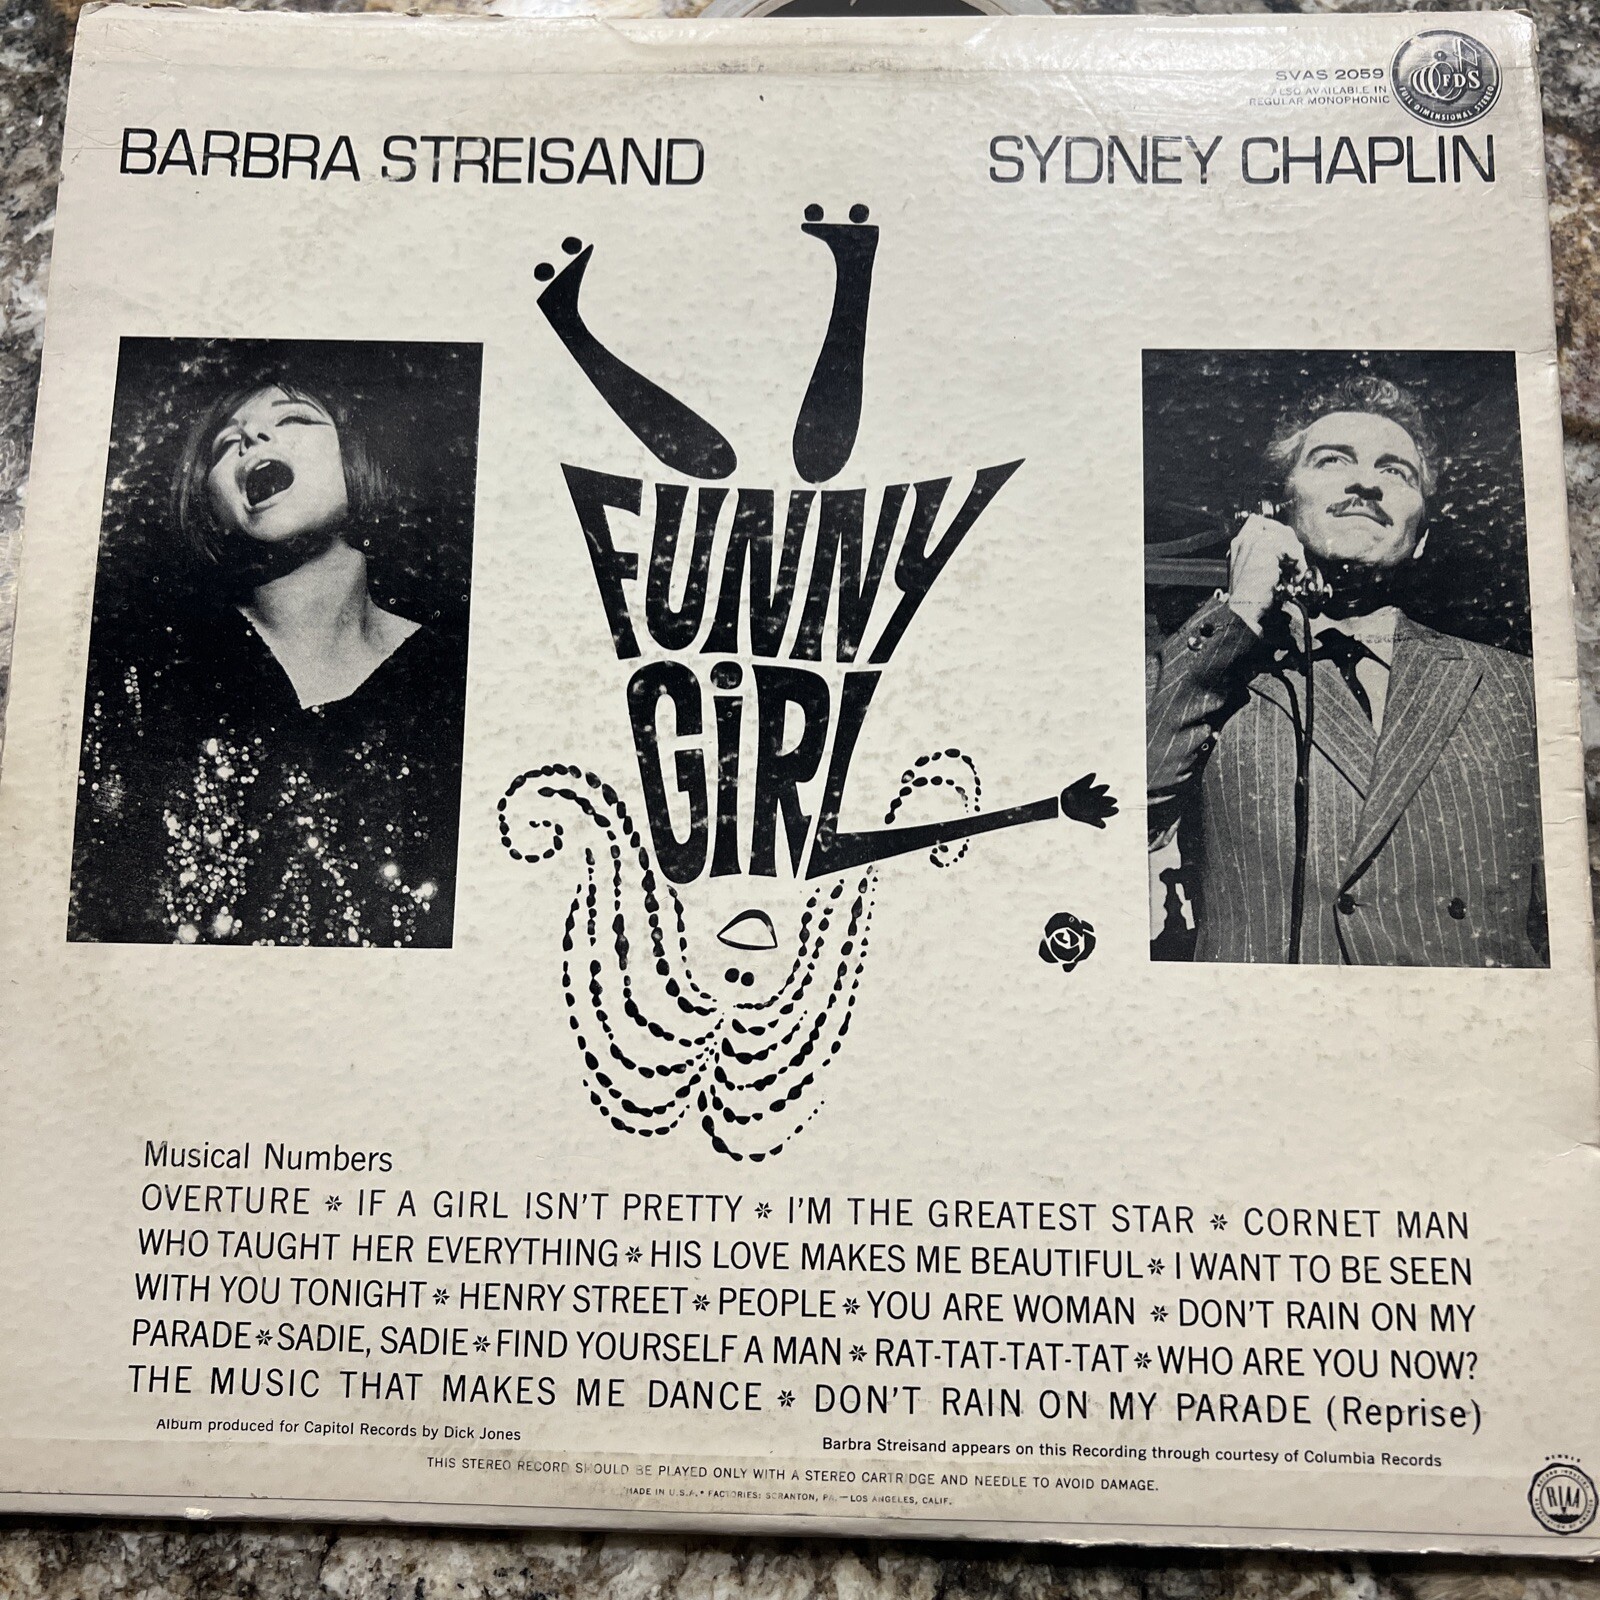 SVAS 2059
ALSO AVAILABLE IN
REGULAR MONOPHONIC
FDS
FULL DIMENSIONAL STEREO
BARBRA STREISAND
SYDNEY CHAPLIN
FUNNY
GiRL
Musical Numbers
OVERTURE * IF A GIRL ISN'T PRETTY * I'M THE GREATEST STAR * CORNET MAN
WHO TAUGHT HER EVERYTHING * HIS LOVE MAKES ME BEAUTIFUL * I WANT TO BE SEEN
WITH YOU TONIGHT * HENRY STREET * PEOPLE * YOU ARE WOMAN * DON'T RAIN ON MY
PARADE * SADIE, SADIE * FIND YOURSELF A MAN * RAT-TAT-TAT-TAT * WHO ARE YOU NOW?
THE MUSIC THAT MAKES ME DANCE * DON'T RAIN ON MY PARADE (Reprise)
Album produced for Capitol Records by Dick Jones
Barbra Streisand appears on this Recording through courtesy of Columbia Records
THIS STEREO RECORD SHOULD BE PLAYED ONLY WITH A STEREO CARTRIDGE AND NEEDLE TO AVOID DAMAGE.
MADE IN U.S.A. • FACTORIES: SCRANTON, PA.—LOS ANGELES, CALIF.
MEMBER
RIAA